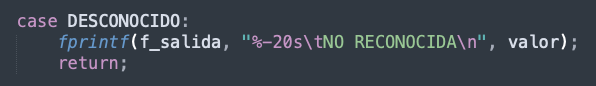 case DESCONOCIDO:
fprintf(f_salida, "%-20s\tNO RECONOCIDA\n", valor);
return;